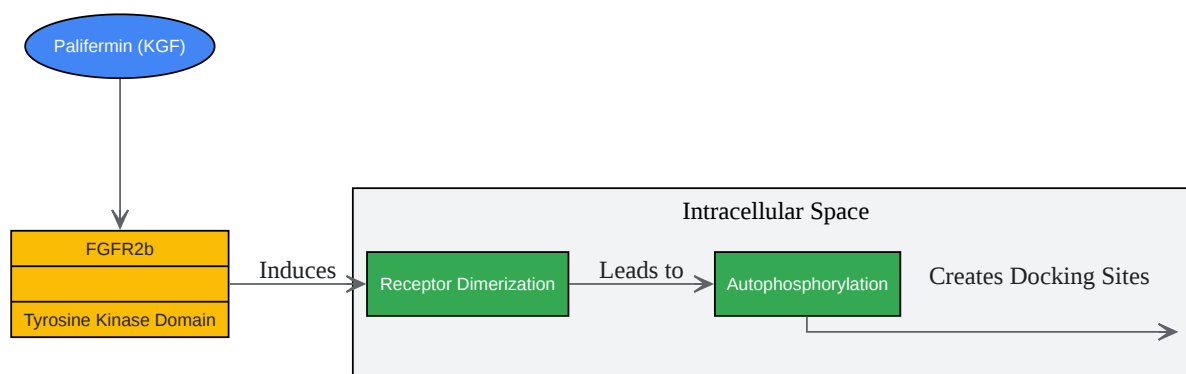 Palifermin (KGF)
FGFR2b
Tyrosine Kinase Domain
Induces
Intracellular Space
Receptor Dimerization
Leads to
Autophosphorylation
Creates Docking Sites